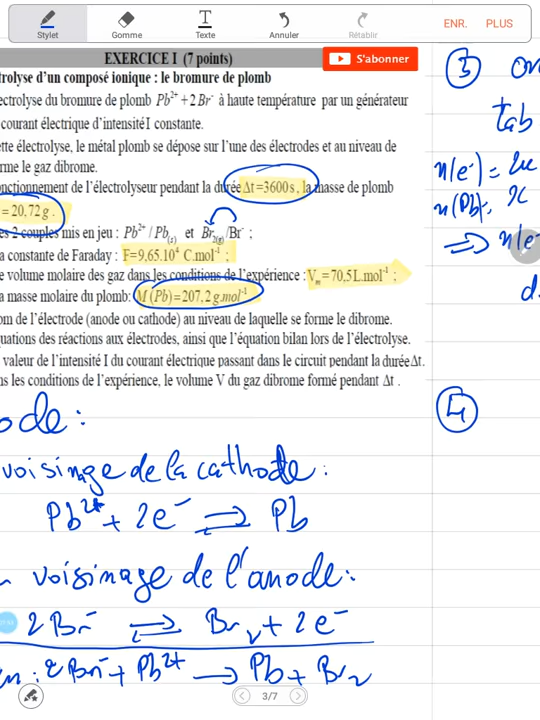 Stylet
Gomme
Texte
Annuler
Rétablir
ENR.
PLUS
EXERCICE I (7 points)
S'abonner
trolyse d'un composé ionique : le bromure de plomb
ectrolyse du bromure de plomb Pb²⁺ + 2 Br⁻ à haute température par un générateur
courant électrique d'intensité I constante.
ette électrolyse, le métal plomb se dépose sur l'une des électrodes et au niveau de
rme le gaz dibrome.
onctionnement de l'électrolyseur pendant la durée Δt=3600 s , la masse de plomb
= 20,72 g .
es 2 couples mis en jeu : Pb²⁺ / Pb(s) et Br2(g)/Br⁻ ;
a constante de Faraday : F=9,65.10⁴ C.mol⁻¹ ;
e volume molaire des gaz dans les conditions de l'expérience : Vm=70,5 L.mol⁻¹ ;
a masse molaire du plomb: M(Pb)=207,2 g.mol⁻¹
om de l'électrode (anode ou cathode) au niveau de laquelle se forme le dibrome.
uations des réactions aux électrodes, ainsi que l'équation bilan lors de l'électrolyse.
valeur de l'intensité I du courant électrique passant dans le circuit pendant la durée Δt.
ns les conditions de l'expérience, le volume V du gaz dibrome formé pendant Δt .
ode :
voisinage de la cathode :
Pb²⁺ + 2e⁻ ⇌ Pb
voisinage de l'anode :
2Br⁻ ⇌ Br₂ + 2e⁻
n : 2Br⁻ + Pb²⁺ → Pb + Br₂
3 on
tab
n(e⁻) = 2x
n(Pb) = x
⇒ n(e⁻
d
4
3/7